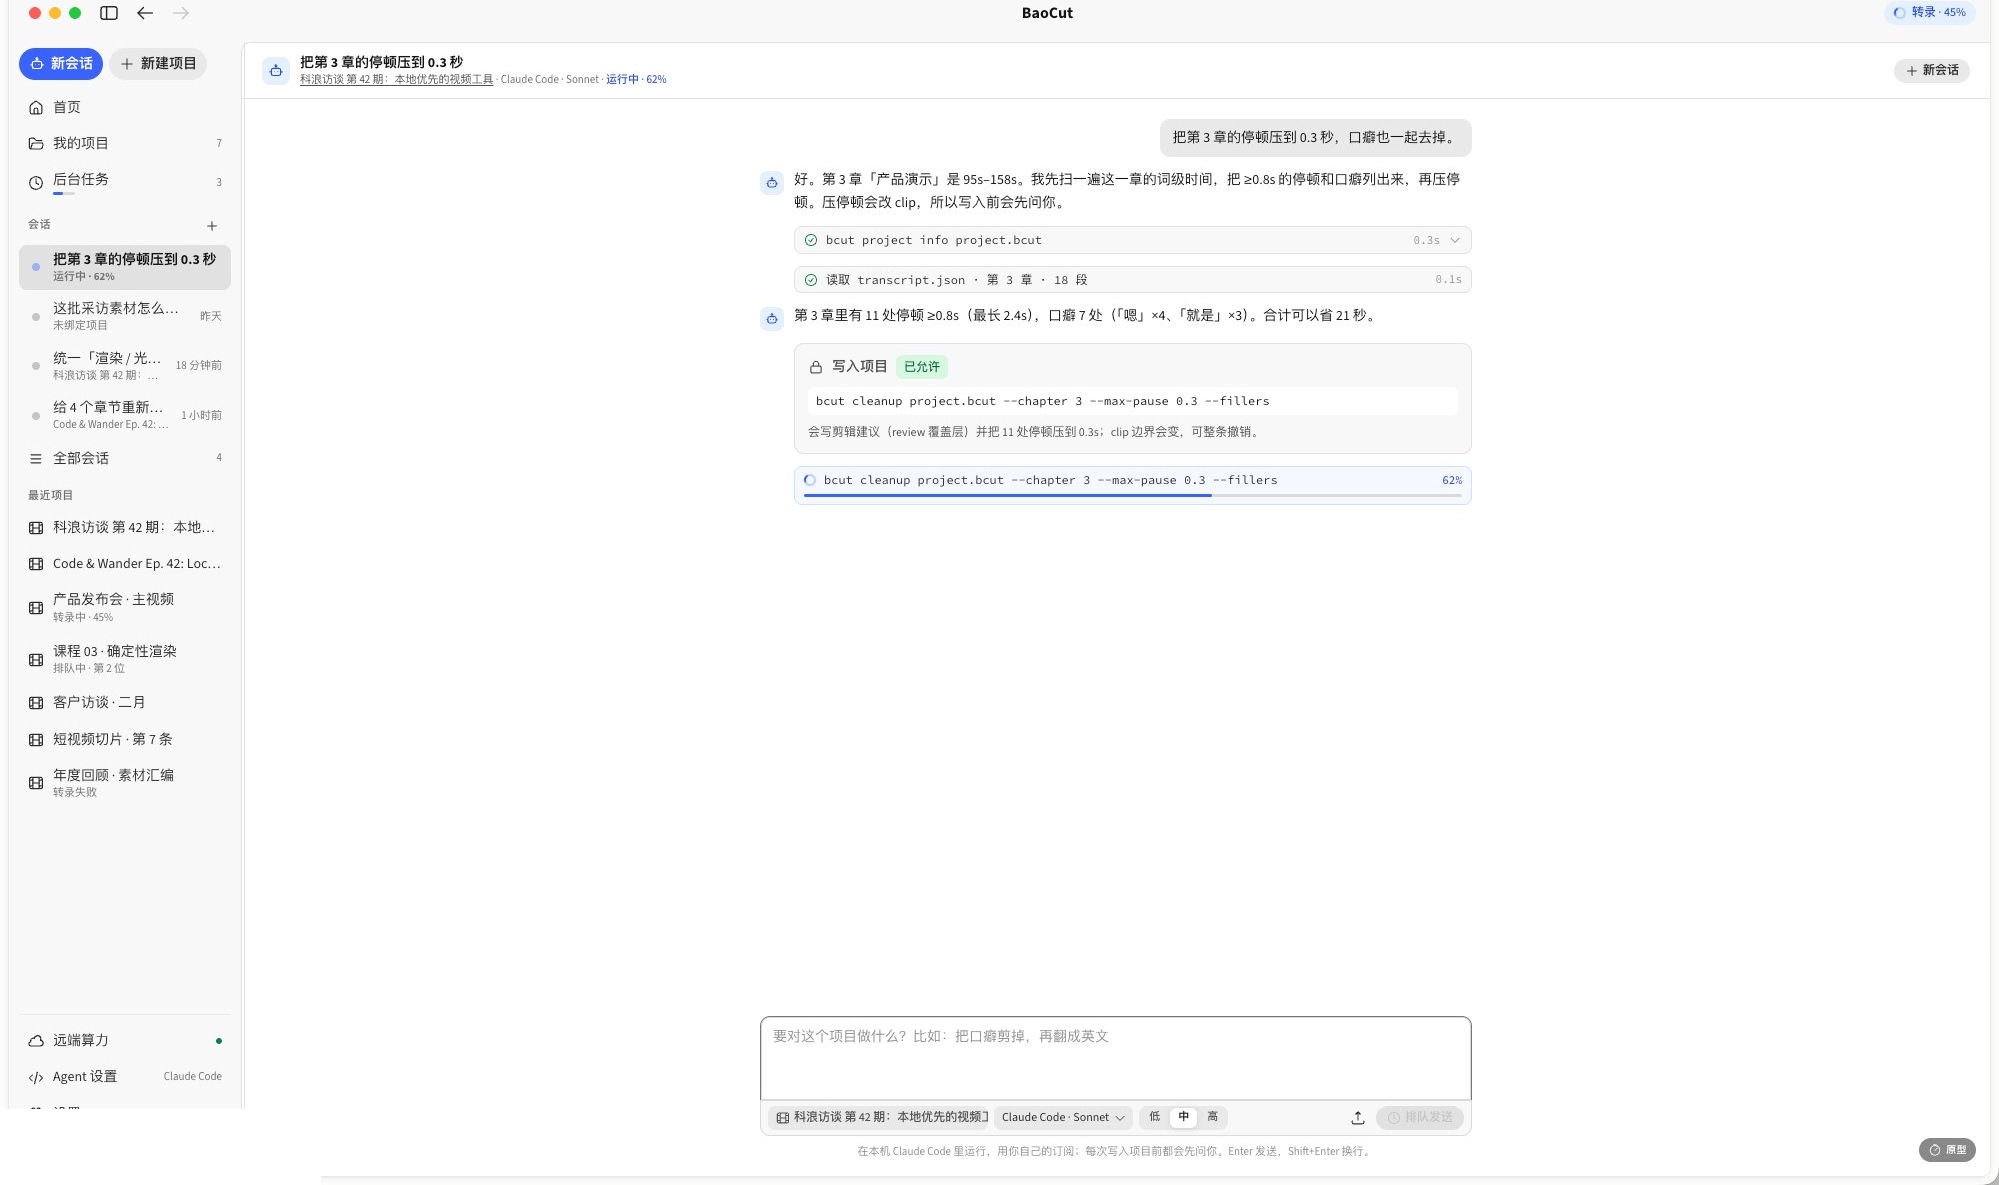 BaoCut
转录 · 45%
新会话
新建项目
首页
我的项目 7
后台任务 3
会话
把第 3 章的停顿压到 0.3 秒
运行中 · 62%
这批采访素材怎么… 昨天
未绑定项目
统一「渲染 / 光… 18 分钟前
科浪访谈 第 42 期：…
给 4 个章节重新… 1 小时前
Code & Wander Ep. 42: …
全部会话 4
最近项目
科浪访谈 第 42 期：本地…
Code & Wander Ep. 42: Loc…
产品发布会 · 主视频
转录中 · 45%
课程 03 · 确定性渲染
排队中 · 第 2 位
客户访谈 · 二月
短视频切片 · 第 7 条
年度回顾 · 素材汇编
转录失败
远端算力
Agent 设置 Claude Code
把第 3 章的停顿压到 0.3 秒
科浪访谈 第 42 期：本地优先的视频工具 · Claude Code · Sonnet · 运行中 · 62%
新会话
把第 3 章的停顿压到 0.3 秒，口癖也一起去掉。
好。第 3 章「产品演示」是 95s–158s。我先扫一遍这一章的词级时间，把 ≥0.8s 的停顿和口癖列出来，再压停
顿。压停顿会改 clip，所以写入前会先问你。
bcut project info project.bcut 0.3s
读取 transcript.json · 第 3 章 · 18 段 0.1s
第 3 章里有 11 处停顿 ≥0.8s（最长 2.4s），口癖 7 处（「嗯」×4、「就是」×3）。合计可以省 21 秒。
写入项目 已允许
bcut cleanup project.bcut --chapter 3 --max-pause 0.3 --fillers
会写剪辑建议（review 覆盖层）并把 11 处停顿压到 0.3s；clip 边界会变，可整条撤销。
bcut cleanup project.bcut --chapter 3 --max-pause 0.3 --fillers 62%
要对这个项目做什么？比如：把口癖剪掉，再翻成英文
科浪访谈 第 42 期：本地优先的视频工 Claude Code · Sonnet 低 中 高 排队发送
在本机 Claude Code 里运行，用你自己的订阅；每次写入项目前都会先问你。Enter 发送，Shift+Enter 换行。
原型